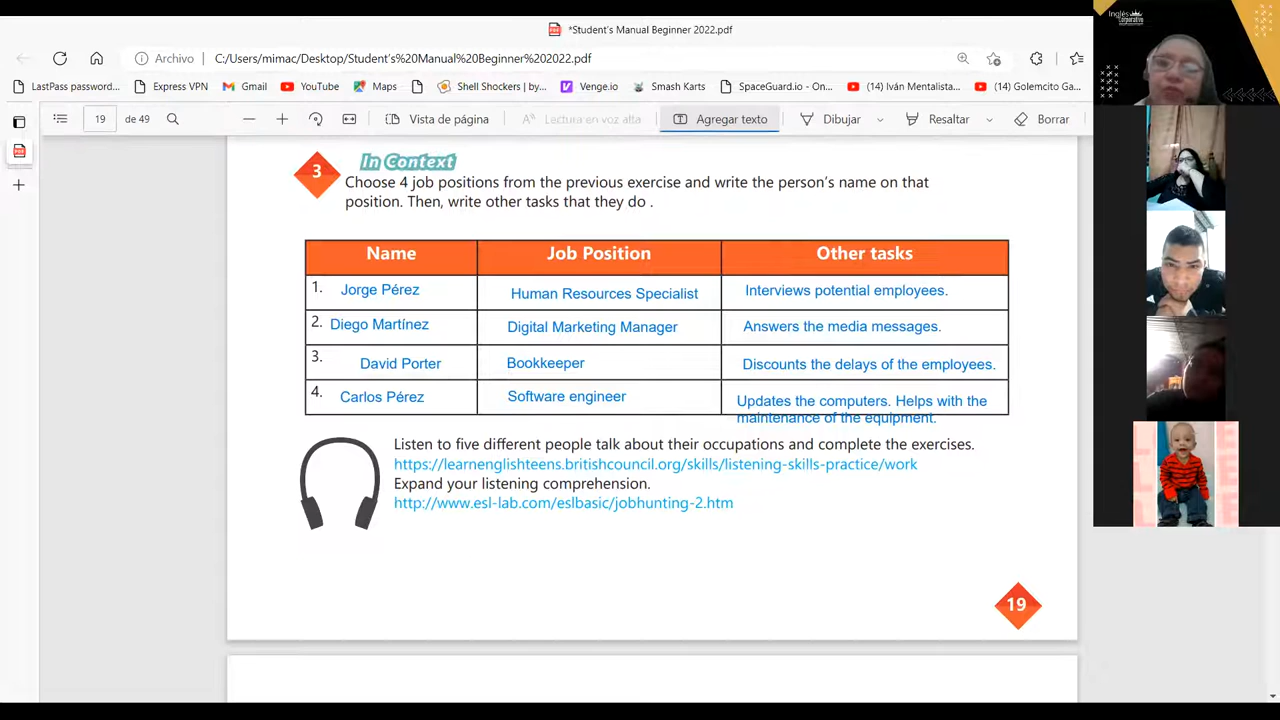 *Student's Manual Beginner 2022.pdf
Archivo C:/Users/mimac/Desktop/Student's%20Manual%20Beginner%202022.pdf
LastPass password... Express VPN Gmail YouTube Maps Shell Shockers | by... Venge.io Smash Karts SpaceGuard.io - On... (14) Iván Mentalista... (14) Golemcito Ga...
19 de 49 Vista de página Lectura en voz alta Agregar texto Dibujar Resaltar Borrar
3 In Context
Choose 4 job positions from the previous exercise and write the person's name on that
position. Then, write other tasks that they do .
Name Job Position Other tasks
1. Jorge Pérez Human Resources Specialist Interviews potential employees.
2. Diego Martínez Digital Marketing Manager Answers the media messages.
3. David Porter Bookkeeper Discounts the delays of the employees.
4. Carlos Pérez Software engineer Updates the computers. Helps with the
maintenance of the equipment.
Listen to five different people talk about their occupations and complete the exercises.
https://learnenglishteens.britishcouncil.org/skills/listening-skills-practice/work
Expand your listening comprehension.
http://www.esl-lab.com/eslbasic/jobhunting-2.htm
19
Inglés
Corporativo